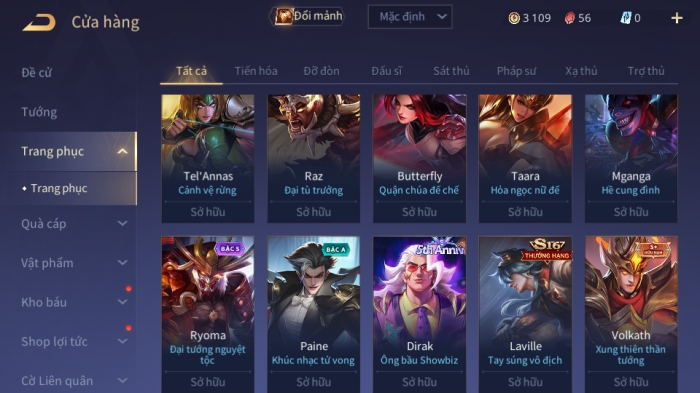 Cửa hàng
Đổi mảnh
Mặc định
3 109
56
0
Đề cử
Tướng
Trang phục
Trang phục
Quà cáp
Vật phẩm
Kho báu
Shop lợi tức
Cờ Liên quân
Tất cả
Tiến hóa
Đỡ đòn
Đấu sĩ
Sát thủ
Pháp sư
Xạ thủ
Trợ thủ
Tel'Annas
Cảnh vệ rừng
Sở hữu
Raz
Đại tù trưởng
Sở hữu
Butterfly
Quận chúa đế chế
Sở hữu
Taara
Hỏa ngọc nữ đế
Sở hữu
Mganga
Hề cung đình
Sở hữu
BẬC S
Ryoma
Đại tướng nguyệt
tộc
Sở hữu
BẬC A
Paine
Khúc nhạc tử vong
Sở hữu
5th Anniv
Dirak
Ông bầu Showbiz
Sở hữu
S16
THƯỞNG HẠNG
Laville
Tay súng vô địch
Sở hữu
S+
HỮU HẠN
Volkath
Xung thiên thần
tướng
Sở hữu